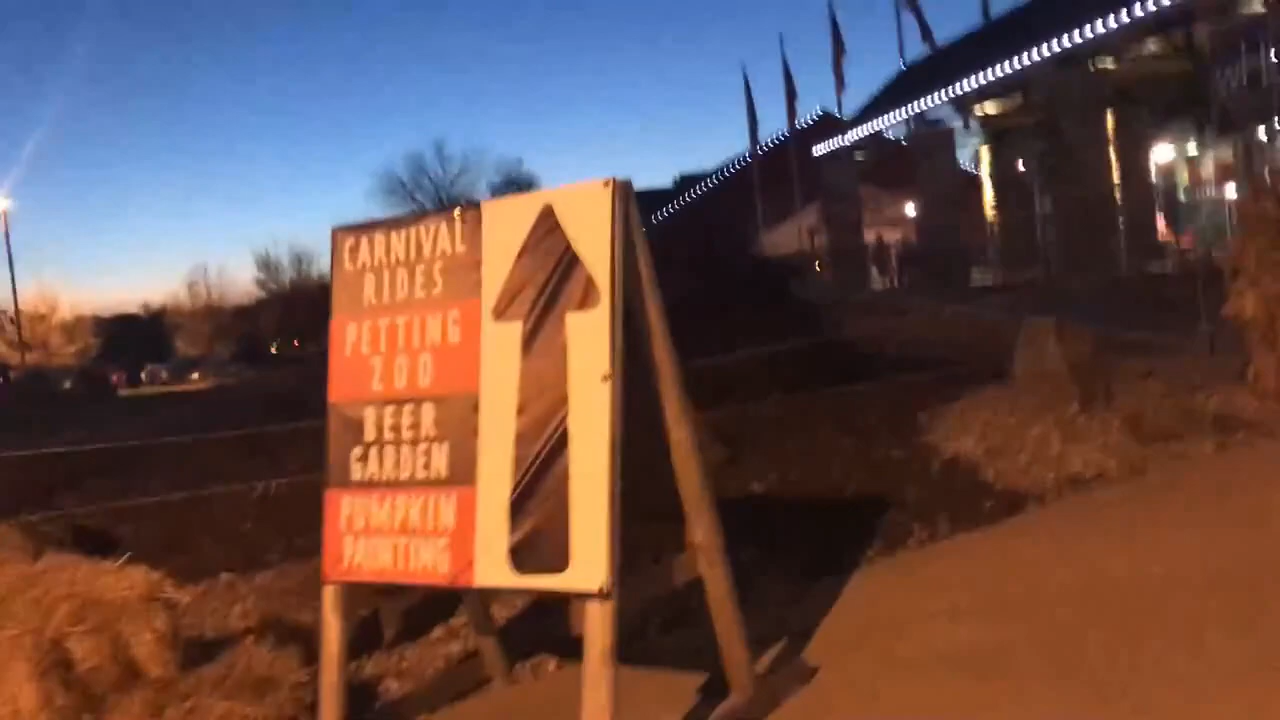 CARNIVAL
RIDES
PETTING
ZOO
BEER
GARDEN
PUMPKIN
PAINTING